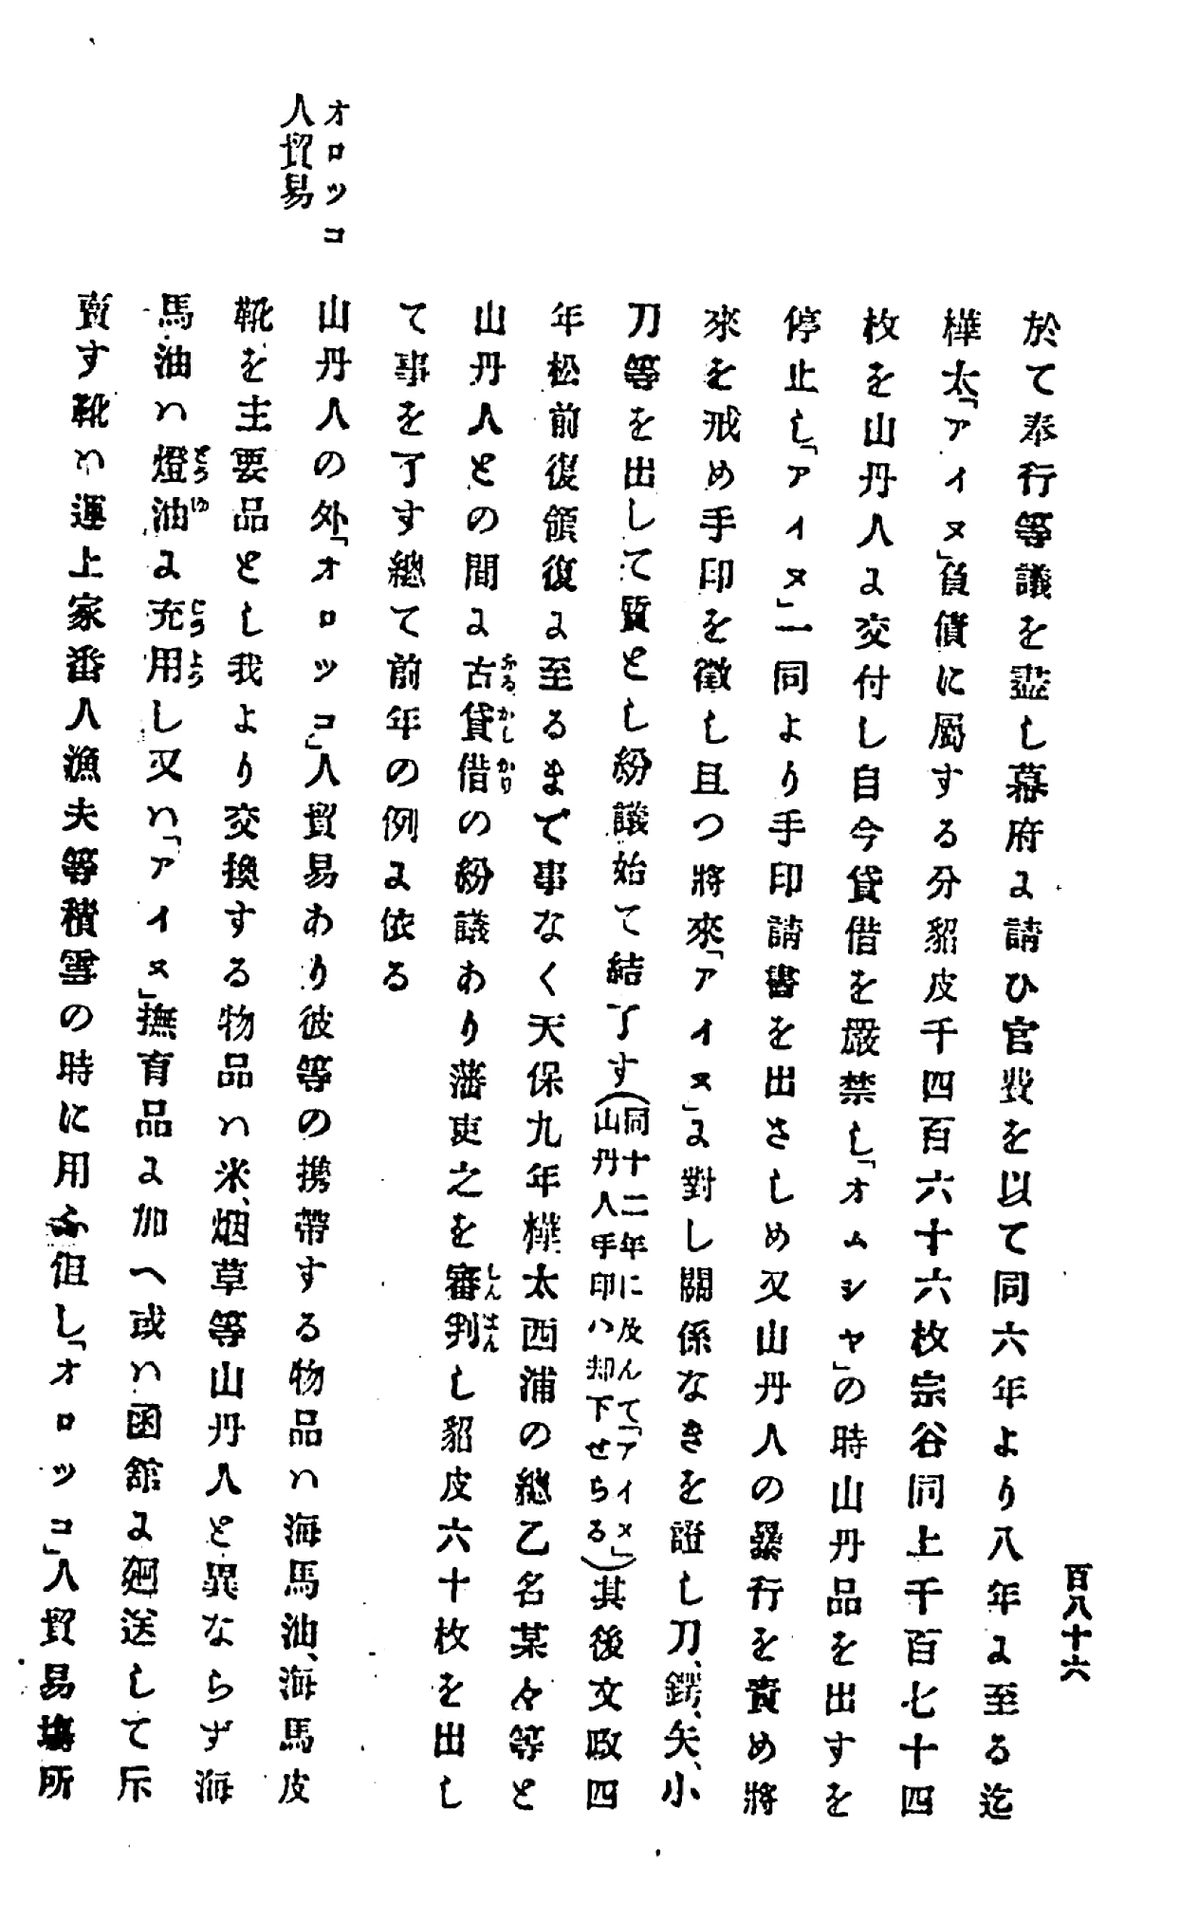 百八十六
於て奉行等議を盡し幕府に請ひ官費を以て同六年より八年に至る迄
樺太「アイヌ」負債に屬する分貂皮千四百六十六枚宗谷同上千百七十四
枚を山丹人に交付し自今貸借を嚴禁し「オムシヤ」の時山丹品を出すを
停止し「アイヌ」一同より手印請書を出さしめ又山丹人の暴行を責め將
來を戒め手印を徵し且つ將來「アイヌ」に對し關係なきを證し刀、鍔、矢、小
刀等を出して質とし紛議始て結了す(同十二年に及んて「アイヌ」山丹人手印ハ却下せらる)其後文政四
年松前復領復に至るまで事なく天保九年樺太西浦の總乙名某々等と
山丹人との間に古貸借の紛議あり藩吏之を審判し貂皮六十枚を出し
て事を了す總て前年の例に依る
オロツコ
人貿易
山丹人の外「オロツコ」人貿易あり彼等の携帶する物品ハ海馬油、海馬皮
靴を主要品とし我より交換する物品ハ米、烟草等山丹人と異ならず海
馬油ハ燈油に充用し又ハ「アイヌ」撫育品に加へ或ハ函館に廻送して斥
賣す靴ハ運上家番人漁夫等積雪の時に用ふ但し「オロツコ」人貿易塲所